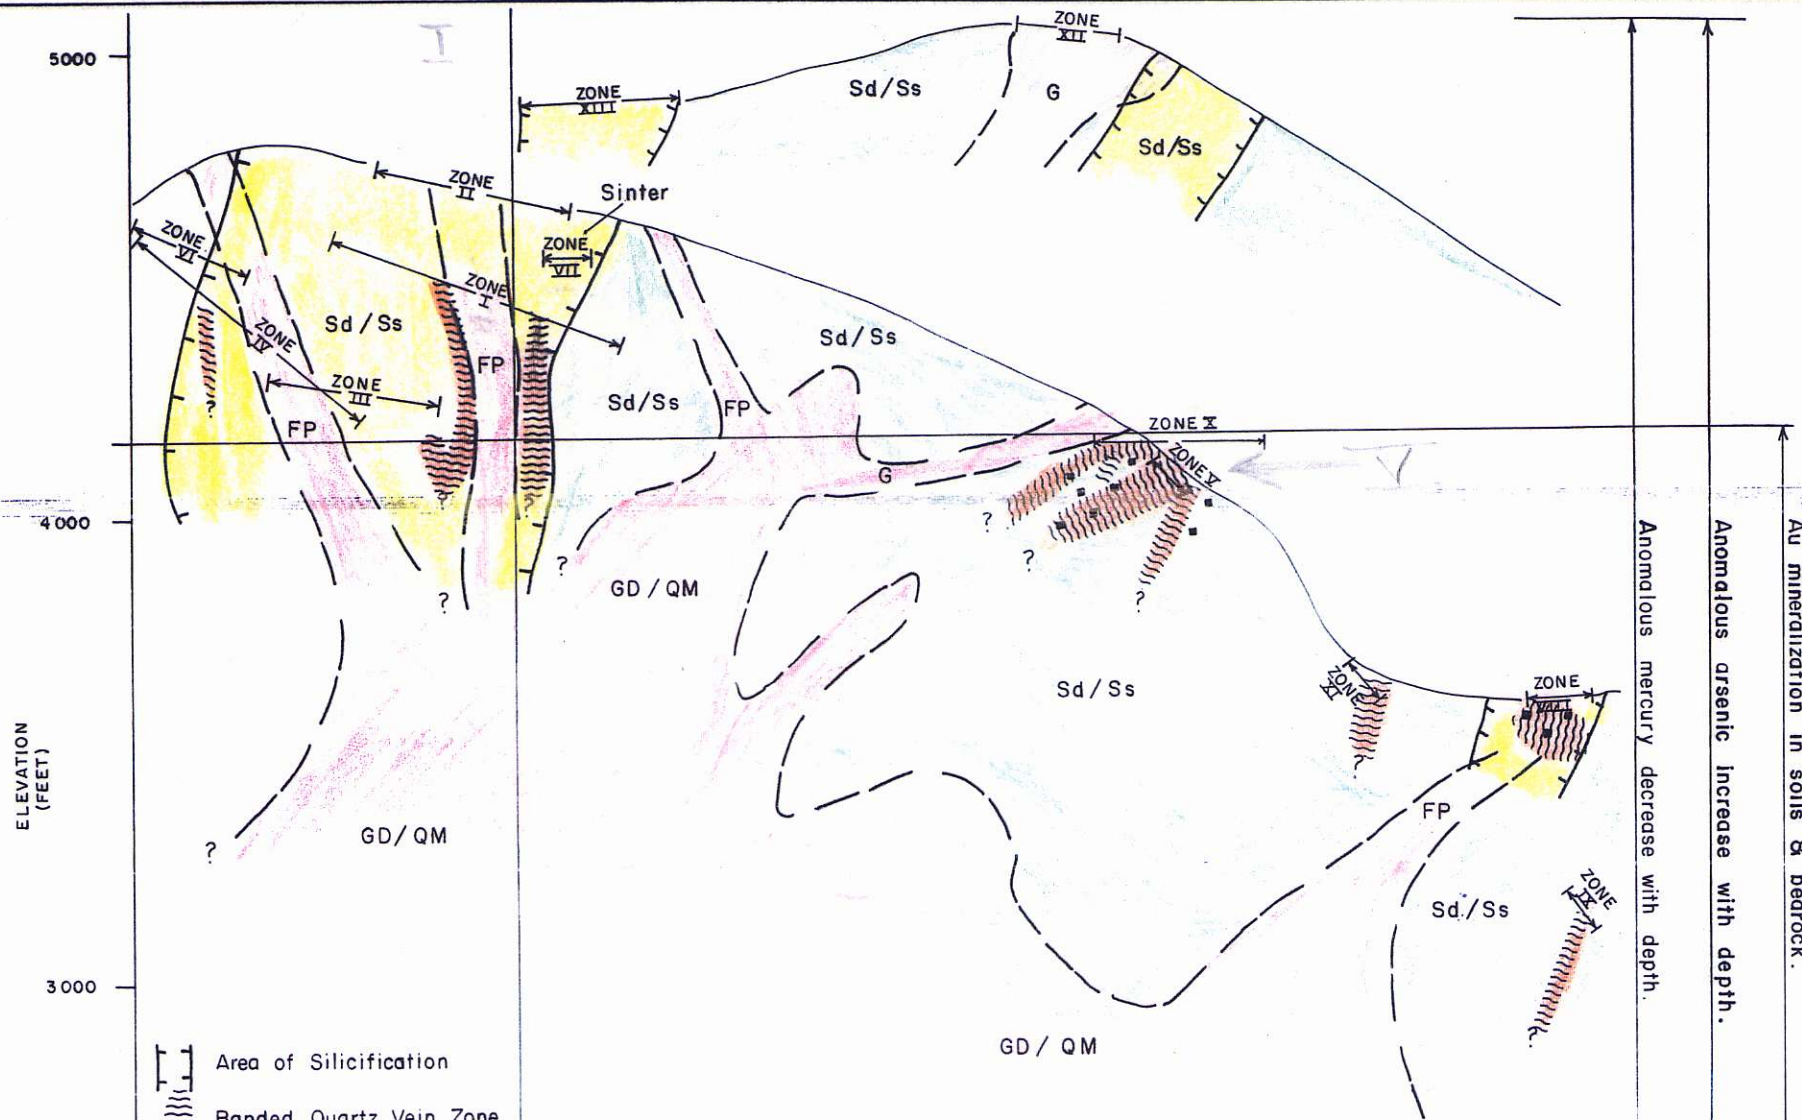 5000
I
ZONE
XII
Sd/Ss
G
ZONE
XIII
Sd/Ss
ZONE
II
Sinter
ZONE
VI
ZONE
VII
ZONE
I
Sd/Ss
ZONE
IV
FP
Sd/Ss
ZONE
III
Sd/Ss
FP
FP
ZONE X
ZONE V
V
G
?
?
?
?
4000
?
?
?
?
GD/QM
?
Sd/Ss
ZONE
XI
ZONE
VIII
?
ELEVATION
(FEET)
FP
GD/QM
?
ZONE
IX
Sd/Ss
3000
?
GD/QM
Area of Silicification
Banded Quartz Vein Zone
Anomalous mercury decrease with depth.
Anomalous arsenic increase with depth.
Au mineralization in soils & bedrock.